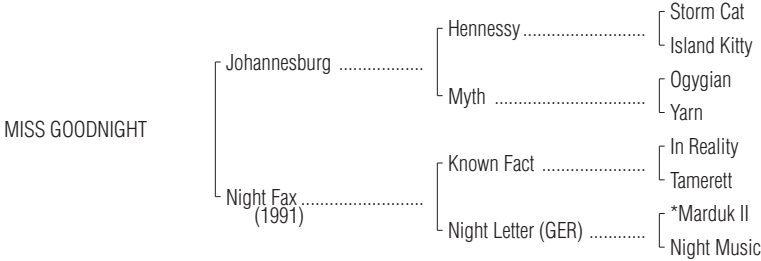 Storm Cat
Hennessy ..........................
Island Kitty
Johannesburg ..................
Ogygian
Myth ................................
Yarn
MISS GOODNIGHT
In Reality
Known Fact ......................
Tamerett
Night Fax ..........................
(1991)
*Marduk II
Night Letter (GER) ............
Night Music